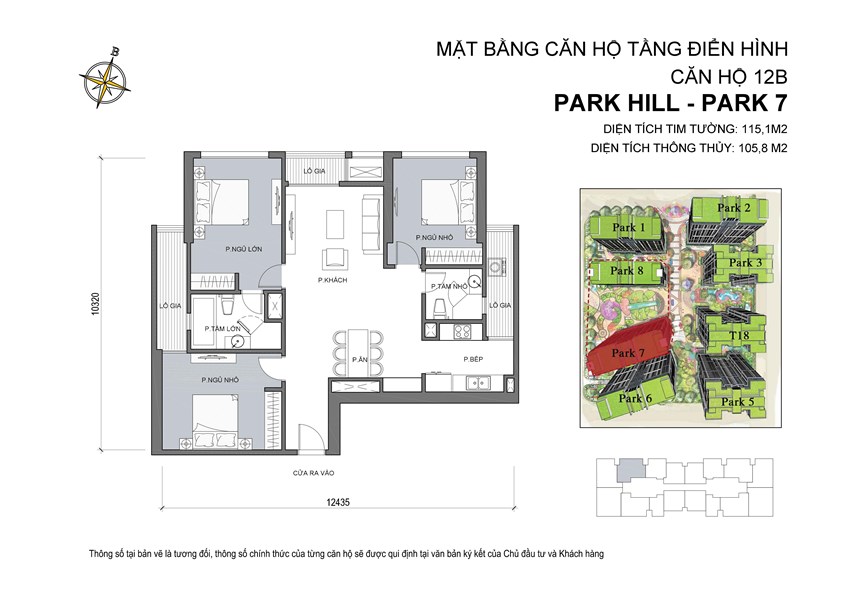 B
MẶT BẰNG CĂN HỘ TẦNG ĐIỂN HÌNH
CĂN HỘ 12B
PARK HILL - PARK 7
DIỆN TÍCH TIM TƯỜNG: 115,1M2
DIỆN TÍCH THÔNG THỦY: 105,8 M2
LÔ GIA
P.NGỦ LỚN
P.NGỦ NHỎ
P.KHÁCH
P.TẮM NHỎ
LÔ GIA
LÔ GIA
P.TẮM LỚN
P.ĂN
P.BẾP
P.NGỦ NHỎ
CỬA RA VÀO
10320
12435
Park 1
Park 2
Park 3
Park 8
T18
Park 7
Park 6
Park 5
Thông số tại bản vẽ là tương đối, thông số chính thức của từng căn hộ sẽ được qui định tại văn bản ký kết của Chủ đầu tư và Khách hàng